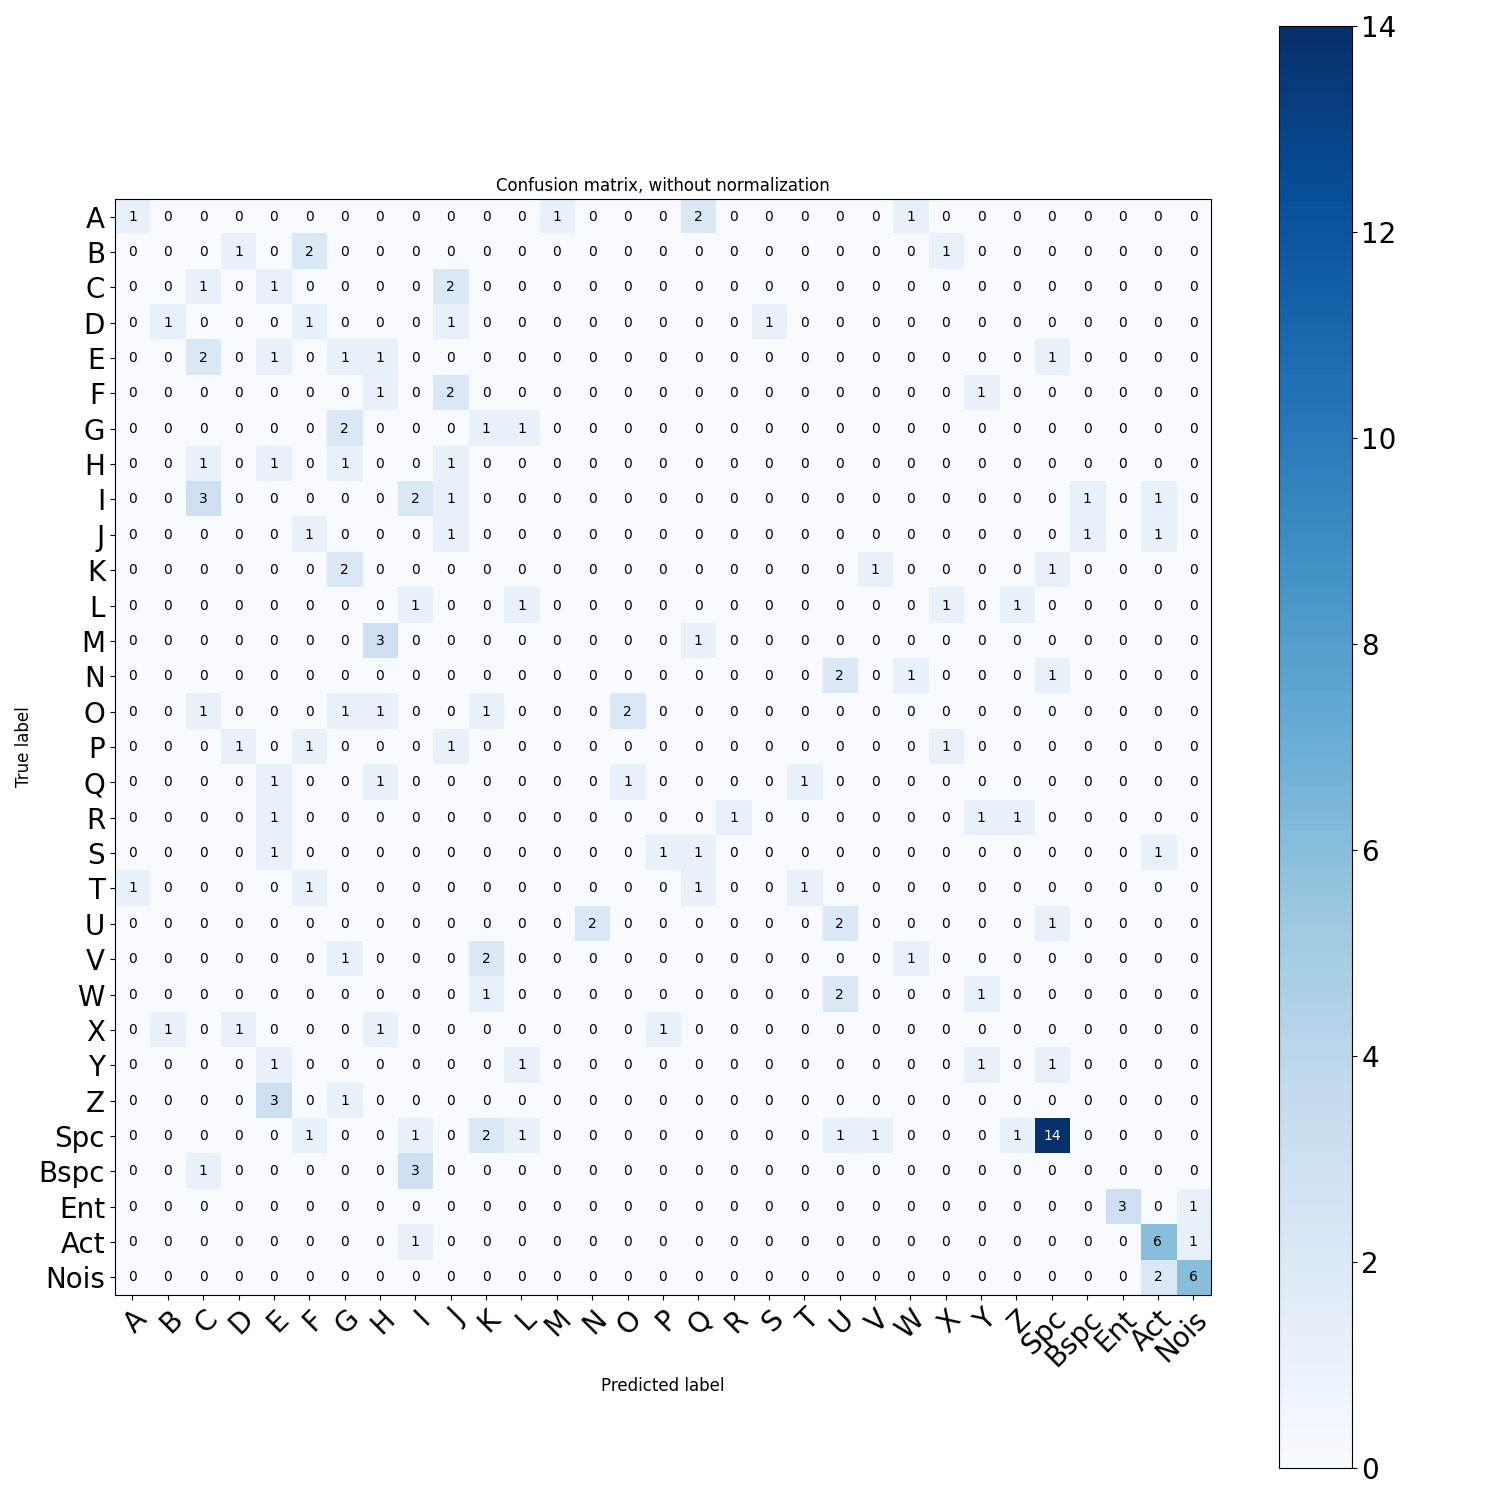 Confusion matrix, without normalization
A 1 0 0 0 0 0 0 0 0 0 0 0 1 0 0 0 2 0 0 0 0 0 1 0 0 0 0 0 0 0 0
B 0 0 0 1 0 2 0 0 0 0 0 0 0 0 0 0 0 0 0 0 0 0 0 1 0 0 0 0 0 0 0
C 0 0 1 0 1 0 0 0 0 2 0 0 0 0 0 0 0 0 0 0 0 0 0 0 0 0 0 0 0 0 0
D 0 1 0 0 0 1 0 0 0 1 0 0 0 0 0 0 0 0 1 0 0 0 0 0 0 0 0 0 0 0 0
E 0 0 2 0 1 0 1 1 0 0 0 0 0 0 0 0 0 0 0 0 0 0 0 0 0 0 1 0 0 0 0
F 0 0 0 0 0 0 0 1 0 2 0 0 0 0 0 0 0 0 0 0 0 0 0 0 1 0 0 0 0 0 0
G 0 0 0 0 0 0 2 0 0 0 1 1 0 0 0 0 0 0 0 0 0 0 0 0 0 0 0 0 0 0 0
H 0 0 1 0 1 0 1 0 0 1 0 0 0 0 0 0 0 0 0 0 0 0 0 0 0 0 0 0 0 0 0
I 0 0 3 0 0 0 0 0 2 1 0 0 0 0 0 0 0 0 0 0 0 0 0 0 0 0 0 1 0 1 0
J 0 0 0 0 0 1 0 0 0 1 0 0 0 0 0 0 0 0 0 0 0 0 0 0 0 0 0 1 0 1 0
K 0 0 0 0 0 0 2 0 0 0 0 0 0 0 0 0 0 0 0 0 0 1 0 0 0 0 1 0 0 0 0
L 0 0 0 0 0 0 0 0 1 0 0 1 0 0 0 0 0 0 0 0 0 0 0 1 0 1 0 0 0 0 0
M 0 0 0 0 0 0 0 3 0 0 0 0 0 0 0 0 1 0 0 0 0 0 0 0 0 0 0 0 0 0 0
N 0 0 0 0 0 0 0 0 0 0 0 0 0 0 0 0 0 0 0 0 2 0 1 0 0 0 1 0 0 0 0
O 0 0 1 0 0 0 1 1 0 0 1 0 0 0 2 0 0 0 0 0 0 0 0 0 0 0 0 0 0 0 0
P 0 0 0 1 0 1 0 0 0 1 0 0 0 0 0 0 0 0 0 0 0 0 0 1 0 0 0 0 0 0 0
Q 0 0 0 0 1 0 0 1 0 0 0 0 0 0 1 0 0 0 0 1 0 0 0 0 0 0 0 0 0 0 0
R 0 0 0 0 1 0 0 0 0 0 0 0 0 0 0 0 0 1 0 0 0 0 0 0 1 1 0 0 0 0 0
S 0 0 0 0 1 0 0 0 0 0 0 0 0 0 0 1 1 0 0 0 0 0 0 0 0 0 0 0 0 1 0
T 1 0 0 0 0 1 0 0 0 0 0 0 0 0 0 0 1 0 0 1 0 0 0 0 0 0 0 0 0 0 0
U 0 0 0 0 0 0 0 0 0 0 0 0 0 2 0 0 0 0 0 0 2 0 0 0 0 0 1 0 0 0 0
V 0 0 0 0 0 0 1 0 0 0 2 0 0 0 0 0 0 0 0 0 0 0 1 0 0 0 0 0 0 0 0
W 0 0 0 0 0 0 0 0 0 0 1 0 0 0 0 0 0 0 0 0 2 0 0 0 1 0 0 0 0 0 0
X 0 1 0 1 0 0 0 1 0 0 0 0 0 0 0 1 0 0 0 0 0 0 0 0 0 0 0 0 0 0 0
Y 0 0 0 0 1 0 0 0 0 0 0 1 0 0 0 0 0 0 0 0 0 0 0 0 1 0 1 0 0 0 0
Z 0 0 0 0 3 0 1 0 0 0 0 0 0 0 0 0 0 0 0 0 0 0 0 0 0 0 0 0 0 0 0
Spc 0 0 0 0 0 1 0 0 1 0 2 1 0 0 0 0 0 0 0 0 1 1 0 0 0 1 14 0 0 0 0
Bspc 0 0 1 0 0 0 0 0 3 0 0 0 0 0 0 0 0 0 0 0 0 0 0 0 0 0 0 0 0 0 0
Ent 0 0 0 0 0 0 0 0 0 0 0 0 0 0 0 0 0 0 0 0 0 0 0 0 0 0 0 0 3 0 1
Act 0 0 0 0 0 0 0 0 1 0 0 0 0 0 0 0 0 0 0 0 0 0 0 0 0 0 0 0 0 6 1
Nois 0 0 0 0 0 0 0 0 0 0 0 0 0 0 0 0 0 0 0 0 0 0 0 0 0 0 0 0 0 2 6
A B C D E F G H I J K L M N O P Q R S T U V W X Y Z Spc Bspc Ent Act Nois
Predicted label
True label
14
12
10
8
6
4
2
0